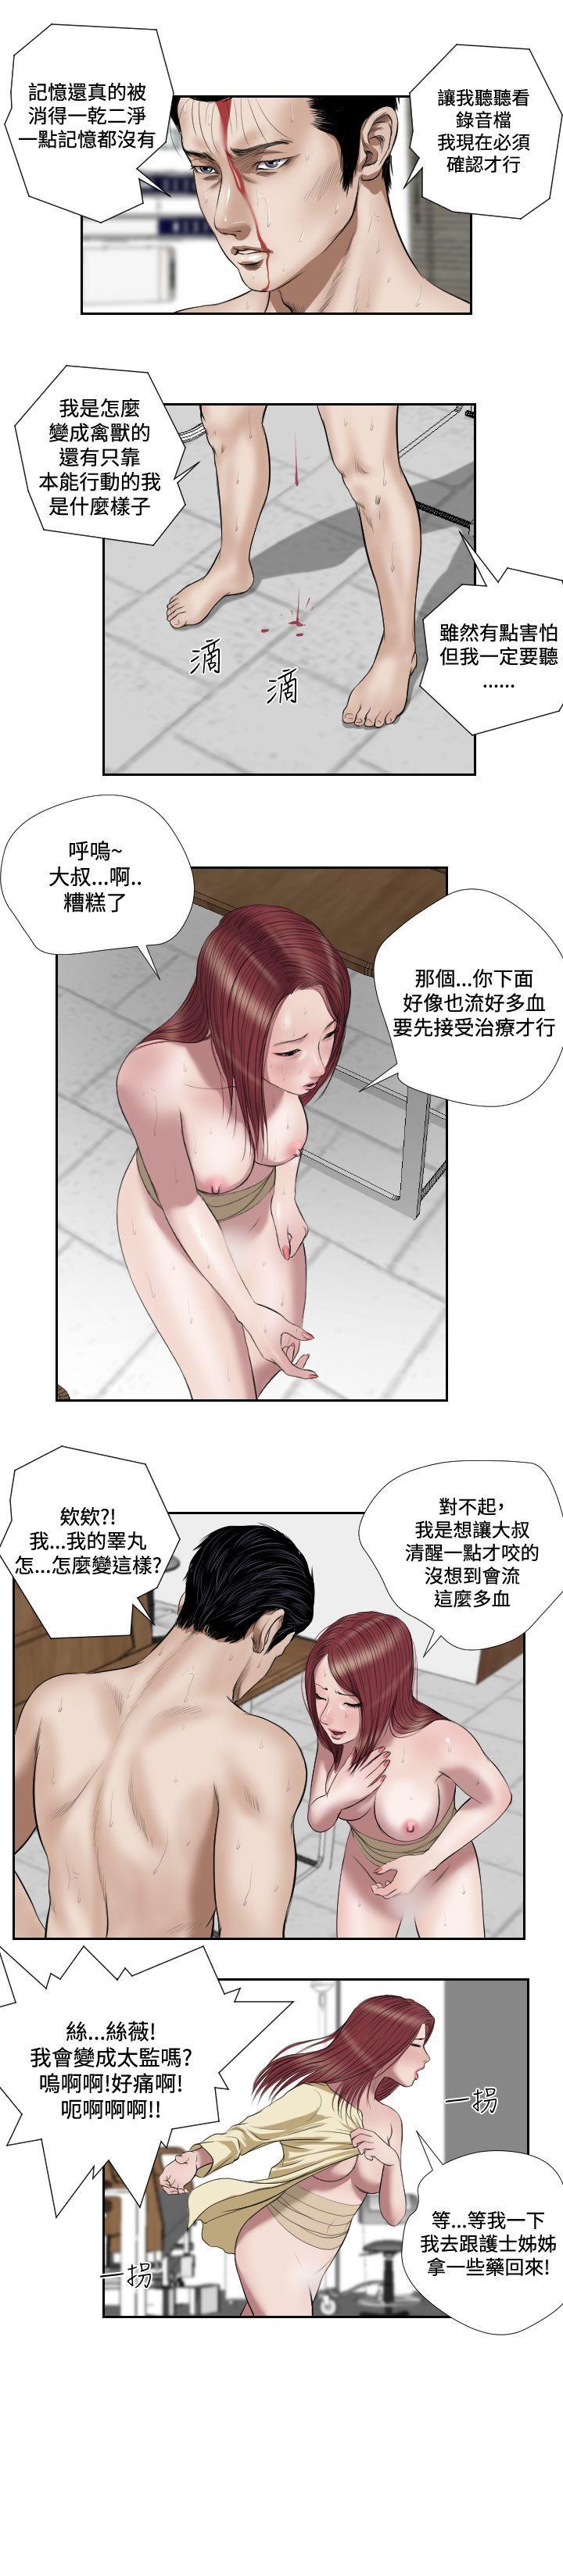 記憶還真的被
消得一乾二淨
一點記憶都沒有
讓我聽聽看
錄音檔
我現在必須
確認才行
我是怎麼
變成禽獸的
還有只靠
本能行動的我
是什麼樣子
滴
滴
雖然有點害怕
但我一定要聽
......
呼嗚~
大叔...啊..
糟糕了
那個...你下面
好像也流好多血
要先接受治療才行
欸欸?!
我...我的睪丸
怎...怎麼變這樣?
對不起,
我是想讓大叔
清醒一點才咬的
沒想到會流
這麼多血
絲...絲薇!
我會變成太監嗎?
嗚啊啊!好痛啊!
呃啊啊啊!!
一拐
等...等我一下
我去跟護士姊姊
拿一些藥回來!
一拐